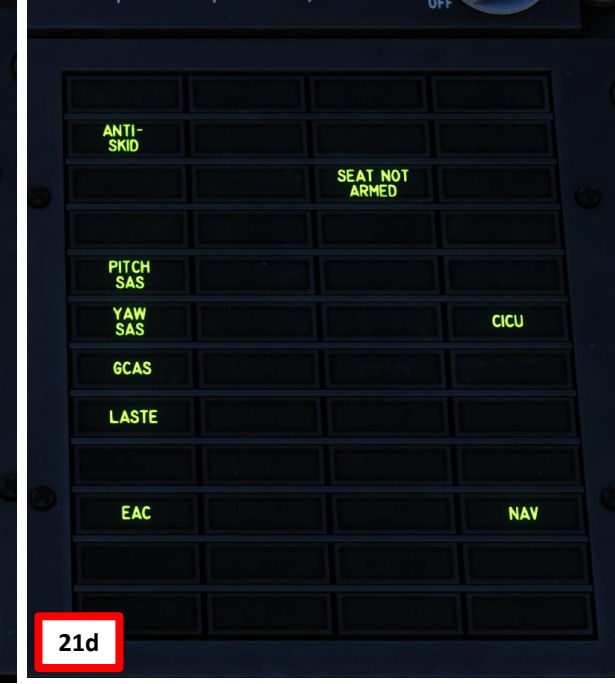 OFF
ANTI-
SKID
SEAT NOT
ARMED
PITCH
SAS
YAW
SAS
CICU
GCAS
LASTE
EAC
NAV
21d